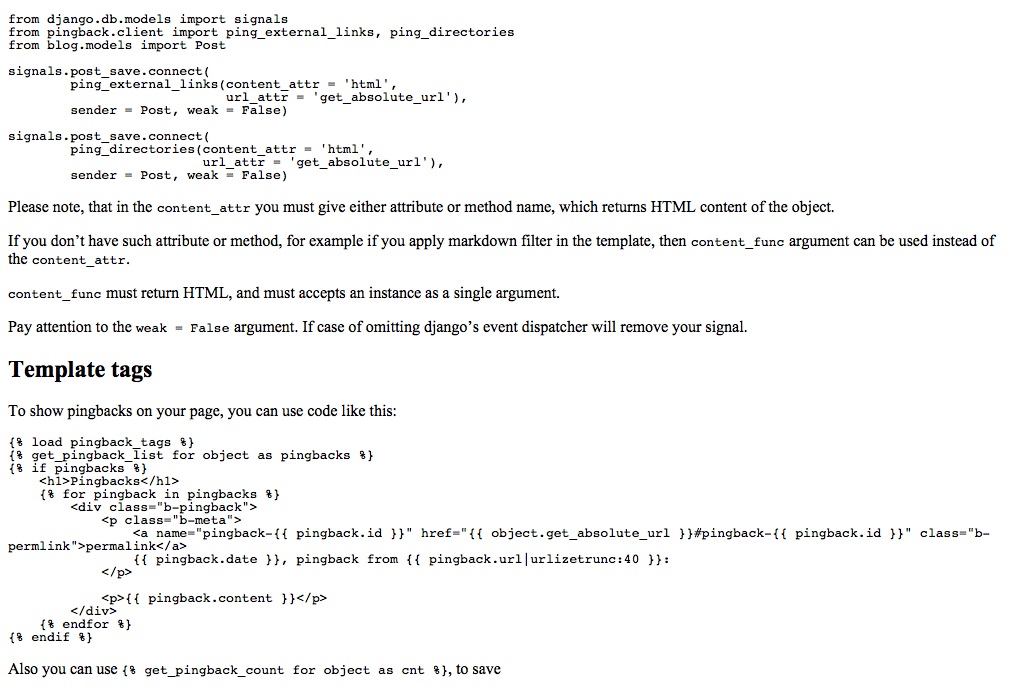 from django.db.models import signals
from pingback.client import ping_external_links, ping_directories
from blog.models import Post
signals.post_save.connect(
        ping_external_links(content_attr = 'html',
                            url_attr = 'get_absolute_url'),
        sender = Post, weak = False)
signals.post_save.connect(
        ping_directories(content_attr = 'html',
                         url_attr = 'get_absolute_url'),
        sender = Post, weak = False)
Please note, that in the content_attr you must give either attribute or method name, which returns HTML content of the object.
If you don’t have such attribute or method, for example if you apply markdown filter in the template, then content_func argument can be used instead of
the content_attr.
content_func must return HTML, and must accepts an instance as a single argument.
Pay attention to the weak = False argument. If case of omitting django’s event dispatcher will remove your signal.
Template tags
To show pingbacks on your page, you can use code like this:
{% load pingback_tags %}
{% get_pingback_list for object as pingbacks %}
{% if pingbacks %}
    <h1>Pingbacks</h1>
    {% for pingback in pingbacks %}
        <div class="b-pingback">
            <p class="b-meta">
                <a name="pingback-{{ pingback.id }}" href="{{ object.get_absolute_url }}#pingback-{{ pingback.id }}" class="b-
permlink">permalink</a>
                {{ pingback.date }}, pingback from {{ pingback.url|urlizetrunc:40 }}:
            </p>
            <p>{{ pingback.content }}</p>
        </div>
    {% endfor %}
{% endif %}
Also you can use {% get_pingback_count for object as cnt %}, to save